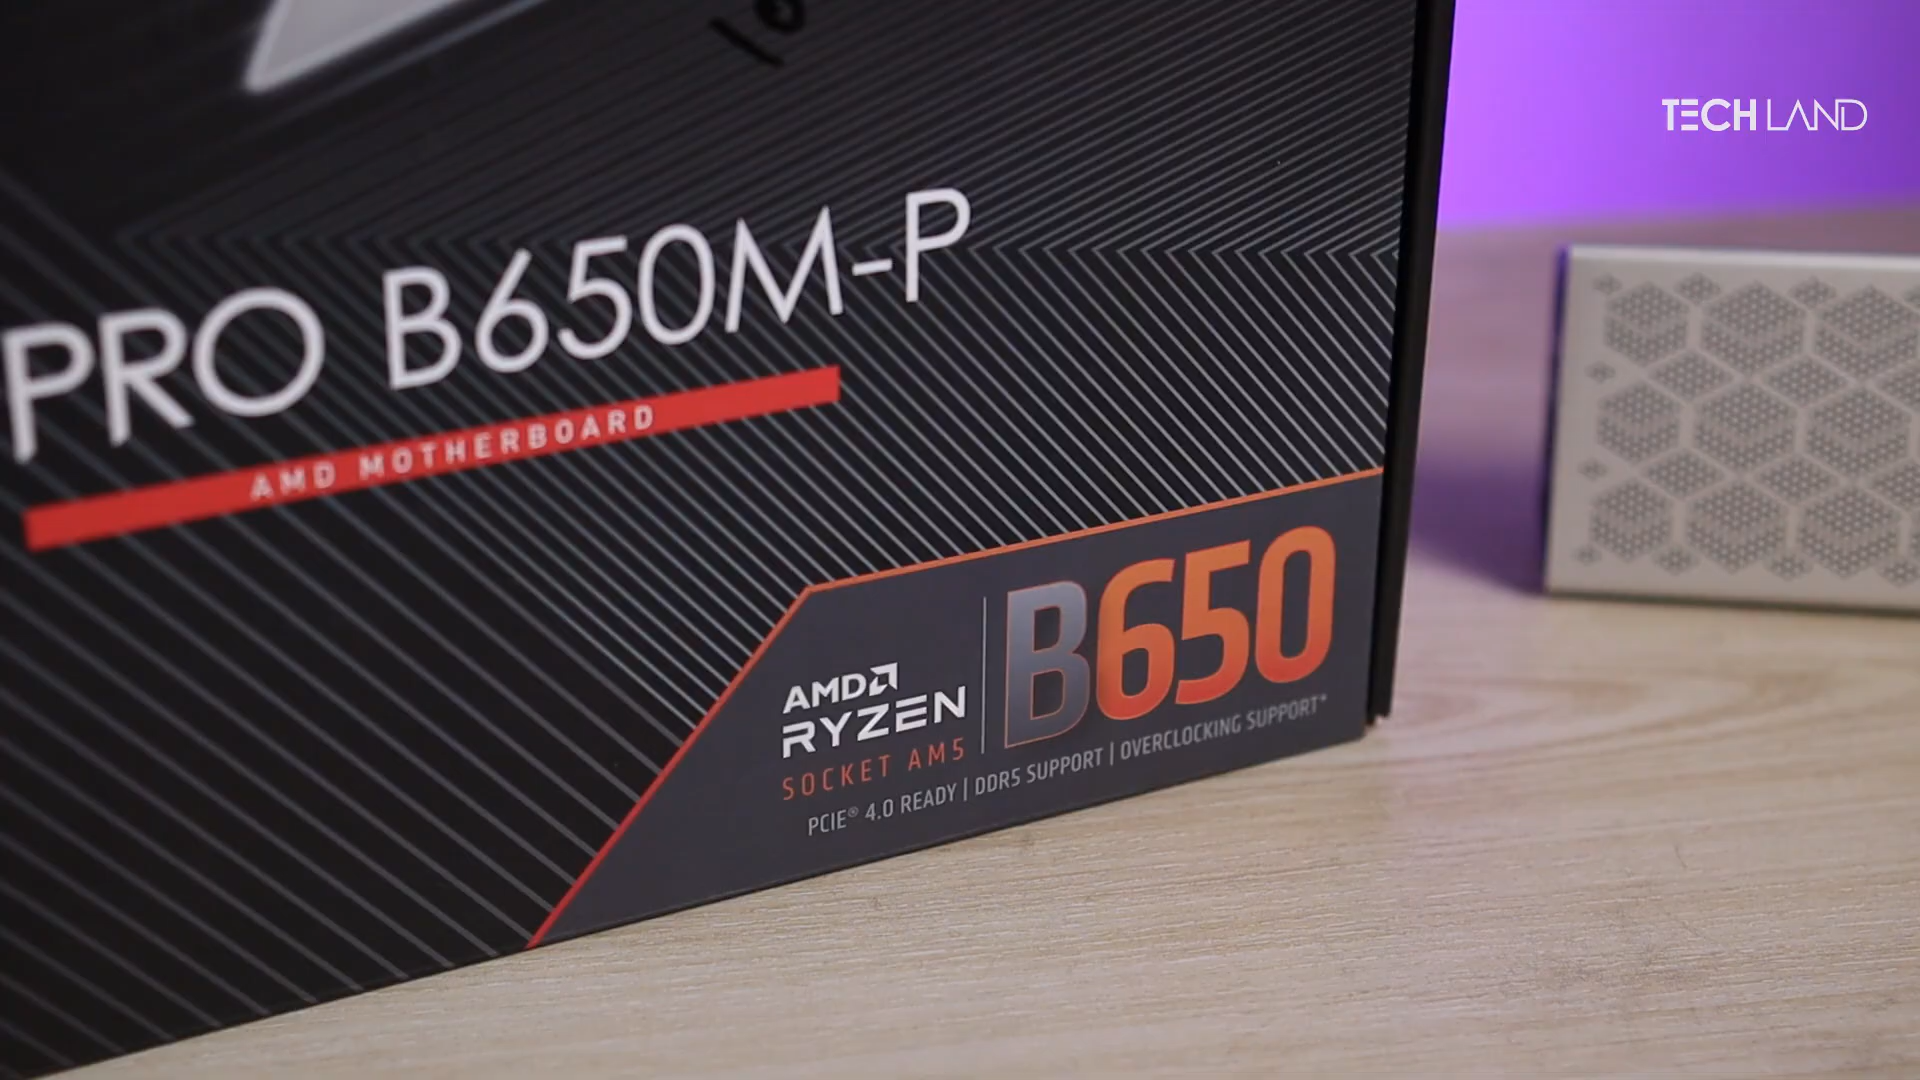 TECH LAND
PRO B650M-P
AMD MOTHERBOARD
AMD
RYZEN
SOCKET AM5
B650
PCIE® 4.0 READY | DDR5 SUPPORT | OVERCLOCKING SUPPORT*